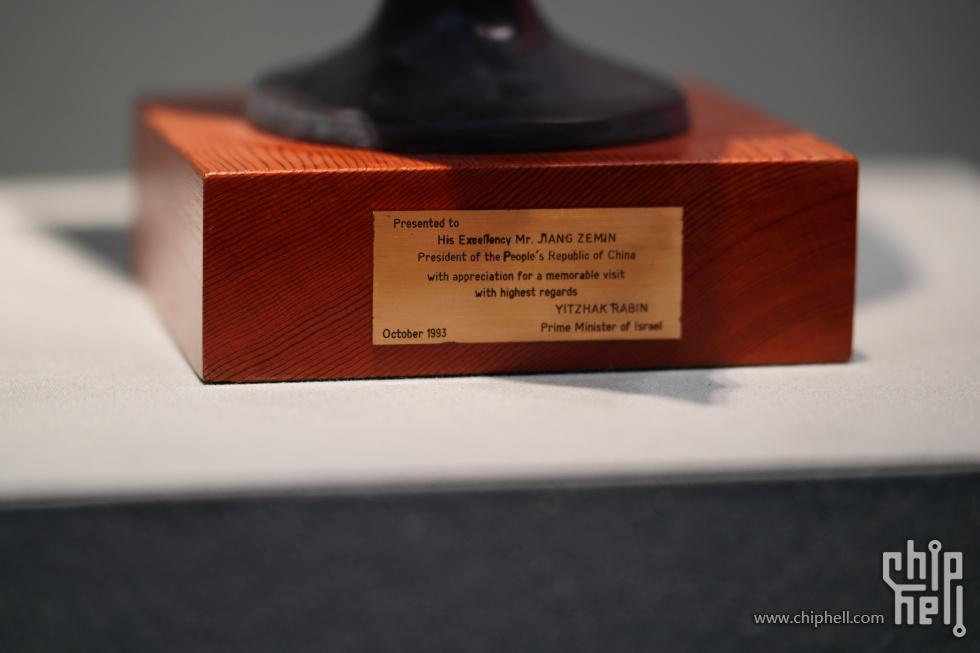 Presented to
His Excellency Mr. JIANG ZEMIN
President of the People's Republic of China
with appreciation for a memorable visit
with highest regards
YITZHAK RABIN
October 1993
Prime Minister of Israel
chip
hell
www.chiphell.com